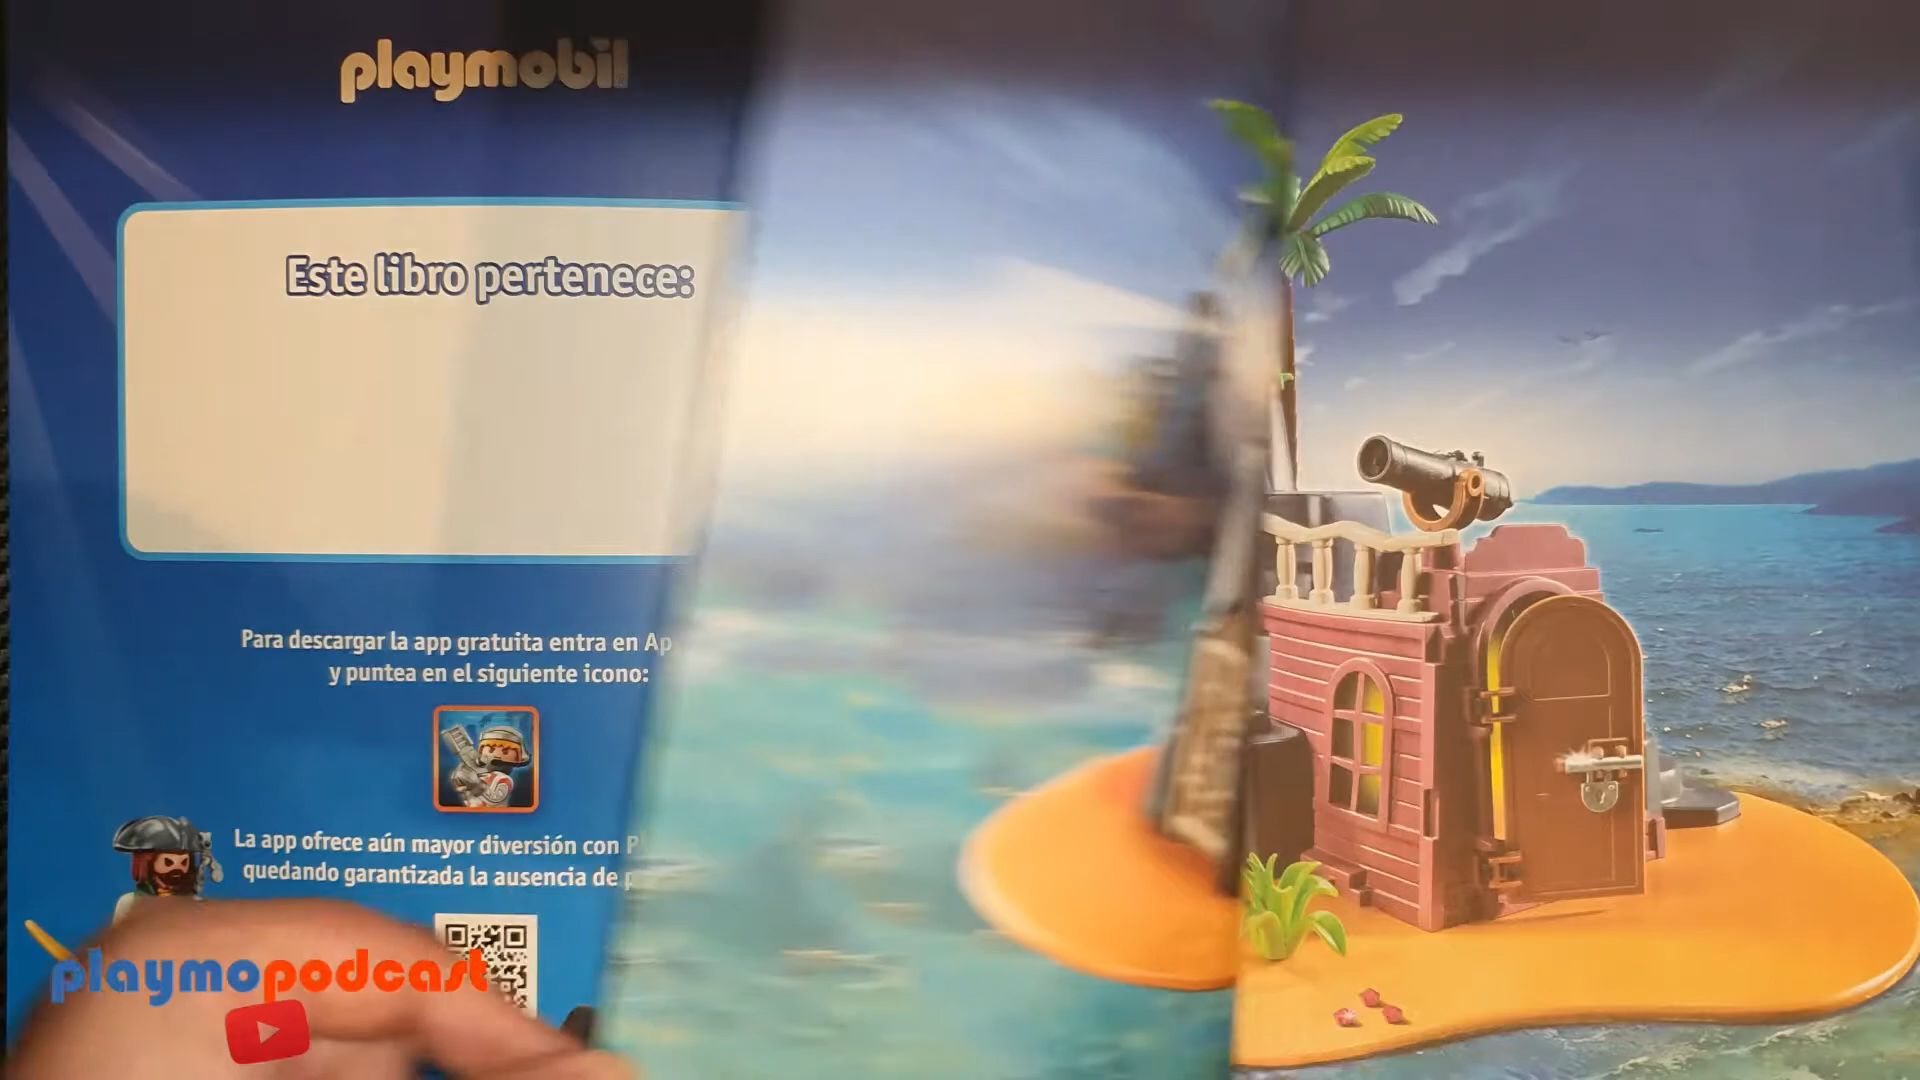 playmobil
Este libro pertenece:
Para descargar la app gratuita entra en Ap
y puntea en el siguiente icono:
La app ofrece aún mayor diversión con P
quedando garantizada la ausencia de p
playmopodcast